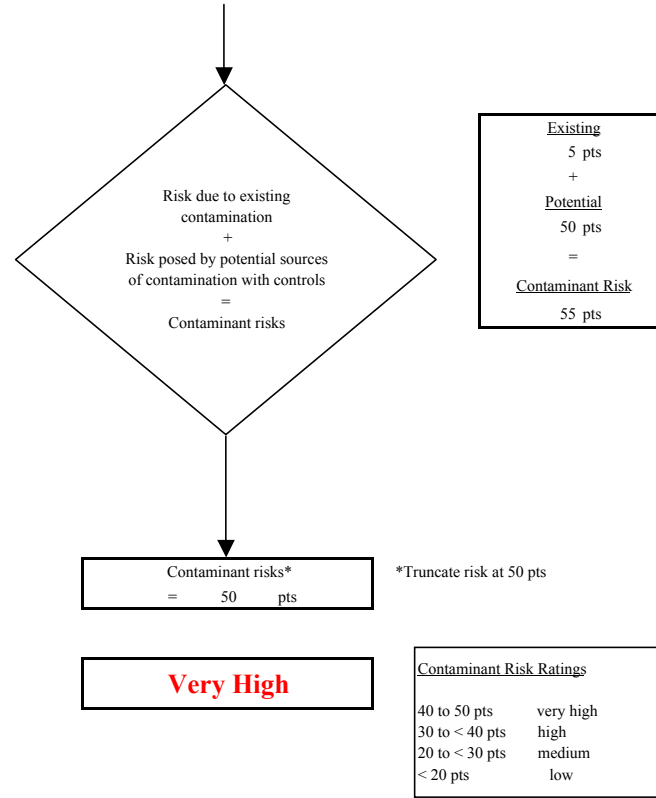 Risk due to existing
contamination
+
Risk posed by potential sources
of contamination with controls
=
Contaminant risks
Existing
5 pts
+
Potential
50 pts
=
Contaminant Risk
55 pts
Contaminant risks*
= 50 pts
*Truncate risk at 50 pts
Very High
Contaminant Risk Ratings
40 to 50 pts very high
30 to < 40 pts high
20 to < 30 pts medium
< 20 pts low